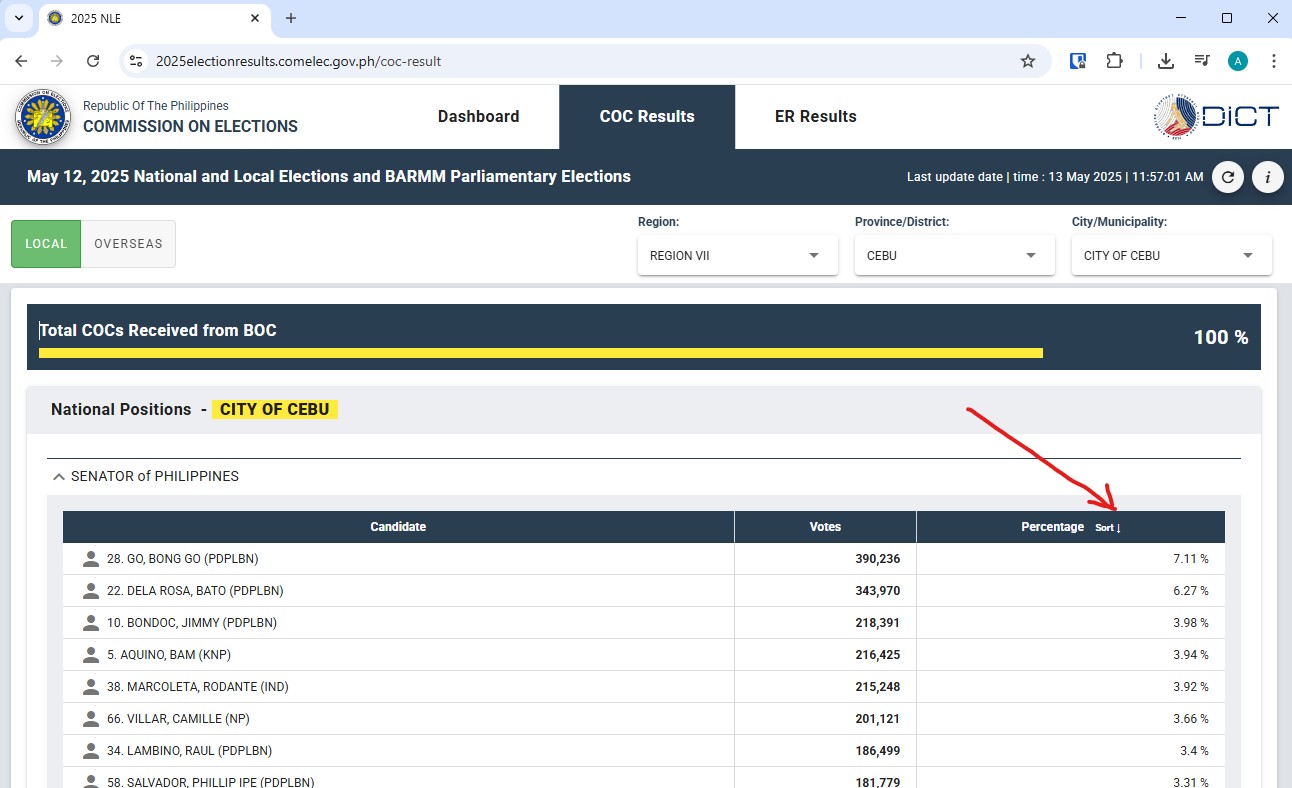 2025 NLE
2025electionresults.comelec.gov.ph/coc-result
A
Republic Of The Philippines
COMMISSION ON ELECTIONS
Dashboard
COC Results
ER Results
DICT
May 12, 2025 National and Local Elections and BARMM Parliamentary Elections
Last update date | time : 13 May 2025 | 11:57:01 AM
i
LOCAL
OVERSEAS
Region:
Province/District:
City/Municipality:
REGION VII
CEBU
CITY OF CEBU
Total COCs Received from BOC
100 %
National Positions - CITY OF CEBU
SENATOR of PHILIPPINES
Candidate Votes Percentage Sort↓
28. GO, BONG GO (PDPLBN) 390,236 7.11 %
22. DELA ROSA, BATO (PDPLBN) 343,970 6.27 %
10. BONDOC, JIMMY (PDPLBN) 218,391 3.98 %
5. AQUINO, BAM (KNP) 216,425 3.94 %
38. MARCOLETA, RODANTE (IND) 215,248 3.92 %
66. VILLAR, CAMILLE (NP) 201,121 3.66 %
34. LAMBINO, RAUL (PDPLBN) 186,499 3.4 %
58. SALVADOR, PHILLIP IPE (PDPLBN) 181,779 3.31 %